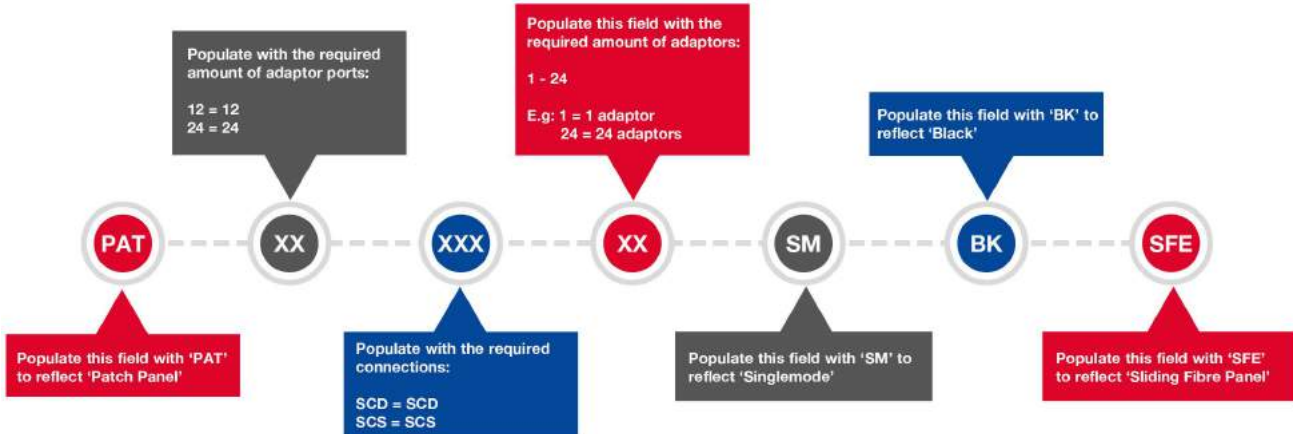 Populate with the required
amount of adaptor ports:
12 = 12
24 = 24
Populate this field with the
required amount of adaptors:
1 - 24
E.g: 1 = 1 adaptor
24 = 24 adaptors
Populate this field with ‘BK’ to
reflect ‘Black’
PAT
XX
XXX
XX
SM
BK
SFE
Populate this field with ‘PAT’
to reflect ‘Patch Panel’
Populate with the required
connections:
SCD = SCD
SCS = SCS
Populate this field with ‘SM’ to
reflect ‘Singlemode’
Populate this field with ‘SFE’
to reflect ‘Sliding Fibre Panel’